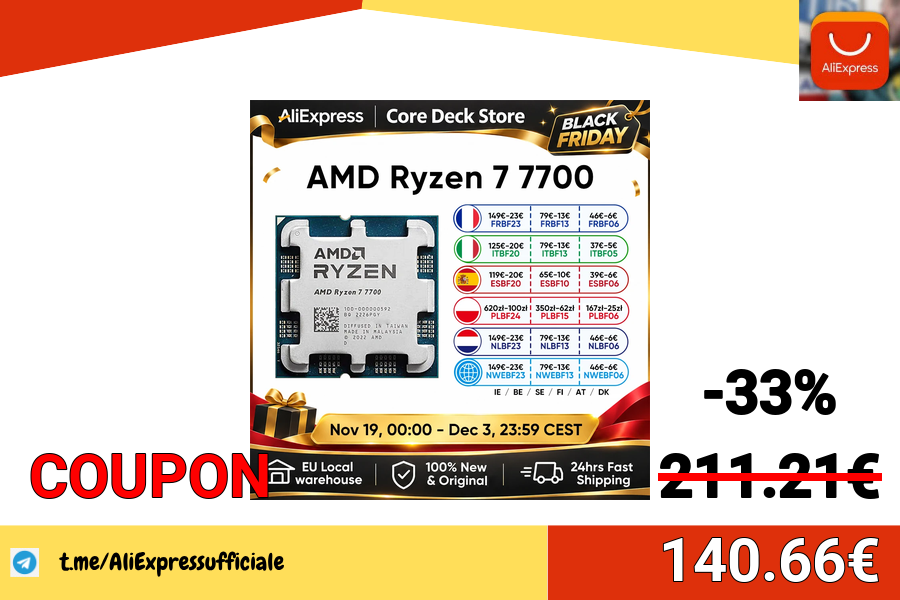 AliExpress
AliExpress | Core Deck Store
BLACK
FRIDAY
AMD Ryzen 7 7700
149€-23€ 79€-13€ 46€-6€
FRBF23 FRBF13 FRBF06
125€-20€ 79€-13€ 37€-5€
ITBF20 ITBF13 ITBF05
119€-20€ 65€-10€ 39€-6€
ESBF20 ESBF10 ESBF06
620zł-100zł 350zł-62zł 167zł-25zł
PLBF24 PLBF15 PLBF06
149€-23€ 79€-13€ 46€-6€
NLBF23 NLBF13 NLBF06
149€-23€ 79€-13€ 46€-6€
NWEBF23 NWEBF13 NWEBF06
IE / BE / SE / FI / AT / DK
AMD
RYZEN
AMD Ryzen 7 7700
100-000000592
BG 2226PGY
DIFFUSED IN TAIWAN
MADE IN MALAYSIA
© 2022 AMD
D
Nov 19, 00:00 - Dec 3, 23:59 CEST
EU Local
warehouse
100% New
& Original
24hrs Fast
Shipping
-33%
COUPON
211.21€
t.me/AliExpressufficiale
140.66€